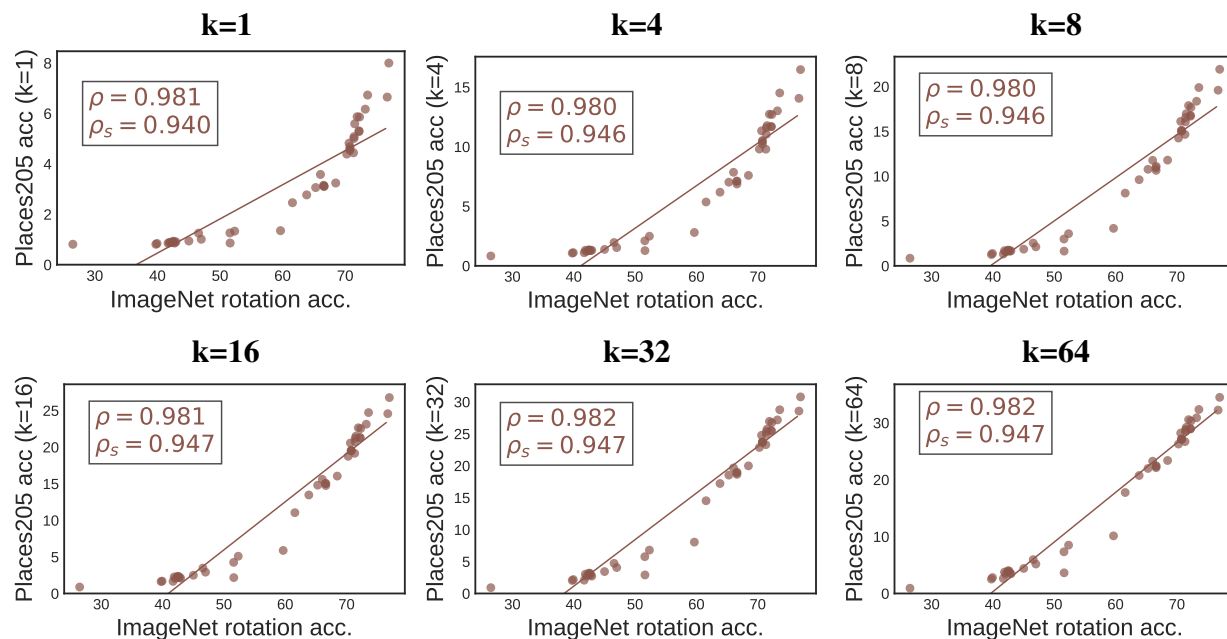 k=1
Places205 acc (k=1)
8
6
4
2
0
ρ = 0.981
ρₛ = 0.940
30 40 50 60 70
ImageNet rotation acc.
k=4
Places205 acc (k=4)
15
10
5
0
ρ = 0.980
ρₛ = 0.946
30 40 50 60 70
ImageNet rotation acc.
k=8
Places205 acc (k=8)
20
15
10
5
0
ρ = 0.980
ρₛ = 0.946
30 40 50 60 70
ImageNet rotation acc.
k=16
Places205 acc (k=16)
25
20
15
10
5
0
ρ = 0.981
ρₛ = 0.947
30 40 50 60 70
ImageNet rotation acc.
k=32
Places205 acc (k=32)
30
25
20
15
10
5
0
ρ = 0.982
ρₛ = 0.947
30 40 50 60 70
ImageNet rotation acc.
k=64
Places205 acc (k=64)
30
20
10
0
ρ = 0.982
ρₛ = 0.947
30 40 50 60 70
ImageNet rotation acc.